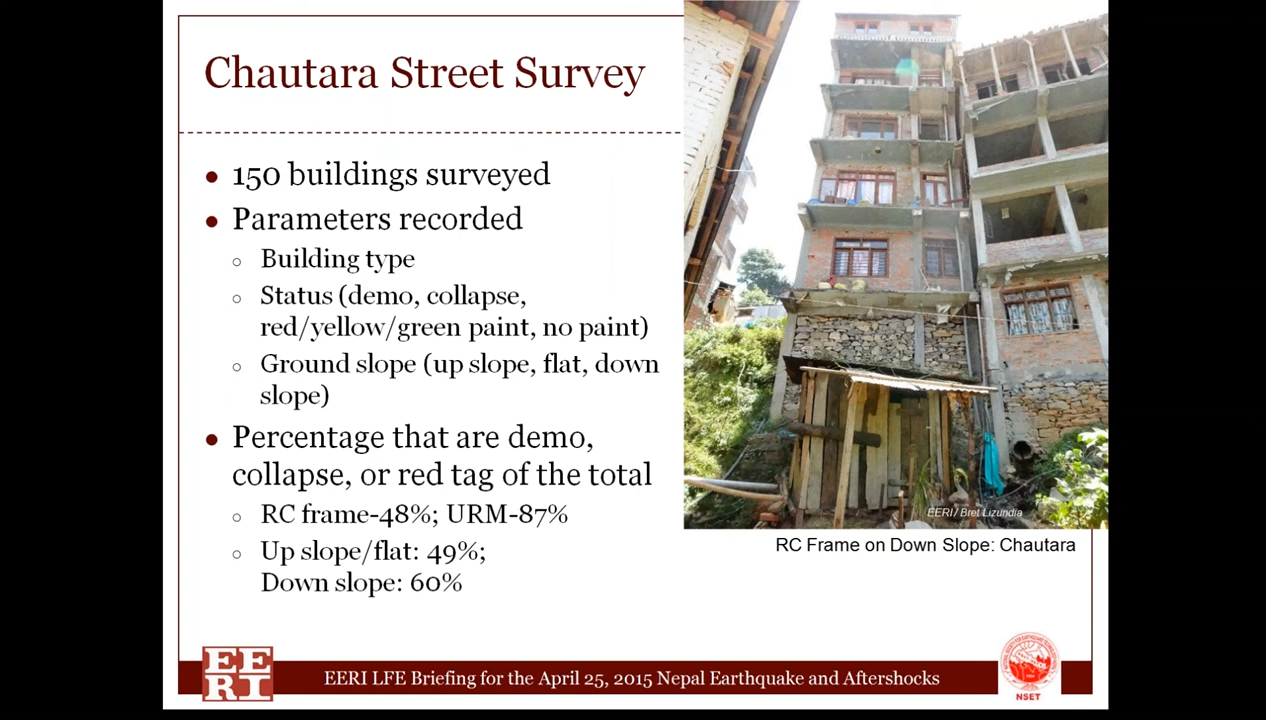 Chautara Street Survey
150 buildings surveyed
Parameters recorded
Building type
Status (demo, collapse,
red/yellow/green paint, no paint)
Ground slope (up slope, flat, down
slope)
Percentage that are demo,
collapse, or red tag of the total
RC frame-48%; URM-87%
Up slope/flat: 49%;
Down slope: 60%
EERI/ Bret Lizundia
RC Frame on Down Slope: Chautara
EE
RI
EERI LFE Briefing for the April 25, 2015 Nepal Earthquake and Aftershocks
NSET